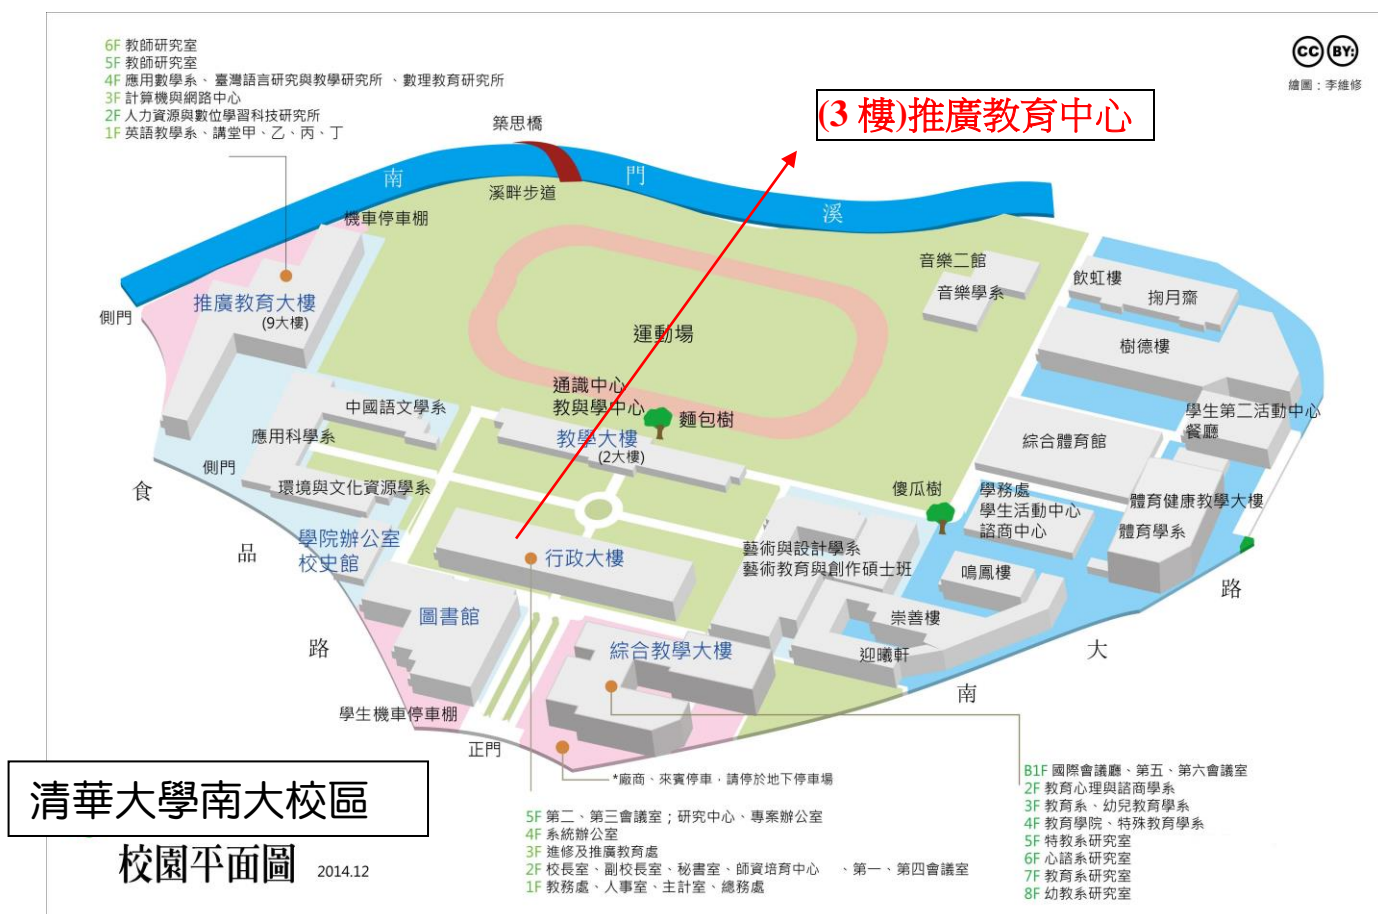 6F 教師研究室
5F 教師研究室
4F 應用數學系、臺灣語言研究與教學研究所、數理教育研究所
3F 計算機與網路中心
2F 人力資源與數位學習科技研究所
1F 英語教學系、講堂甲、乙、丙、丁
CC BY:
繪圖：李維修
(3 樓)推廣教育中心
築思橋
南
門
溪
溪畔步道
機車停車棚
推廣教育大樓
(9大樓)
側門
運動場
音樂二館
音樂學系
飲虹樓
掬月齋
樹德樓
通識中心
教與學中心
麵包樹
教學大樓
(2大樓)
中國語文學系
應用科學系
側門
環境與文化資源學系
學生第二活動中心
餐廳
綜合體育館
傻瓜樹
學務處
學生活動中心
諮商中心
體育健康教學大樓
體育學系
食
品
路
學院辦公室
校史館
行政大樓
藝術與設計學系
藝術教育與創作碩士班
鳴鳳樓
崇善樓
迎曦軒
圖書館
綜合教學大樓
南
大
路
學生機車停車棚
正門
*廠商、來賓停車，請停於地下停車場
清華大學南大校區
校園平面圖 2014.12
5F 第二、第三會議室；研究中心、專案辦公室
4F 系統辦公室
3F 進修及推廣教育處
2F 校長室、副校長室、秘書室、師資培育中心 、第一、第四會議室
1F 教務處、人事室、主計室、總務處
B1F 國際會議廳、第五、第六會議室
2F 教育心理與諮商學系
3F 教育系、幼兒教育學系
4F 教育學院、特殊教育學系
5F 特教系研究室
6F 心諮系研究室
7F 教育系研究室
8F 幼教系研究室